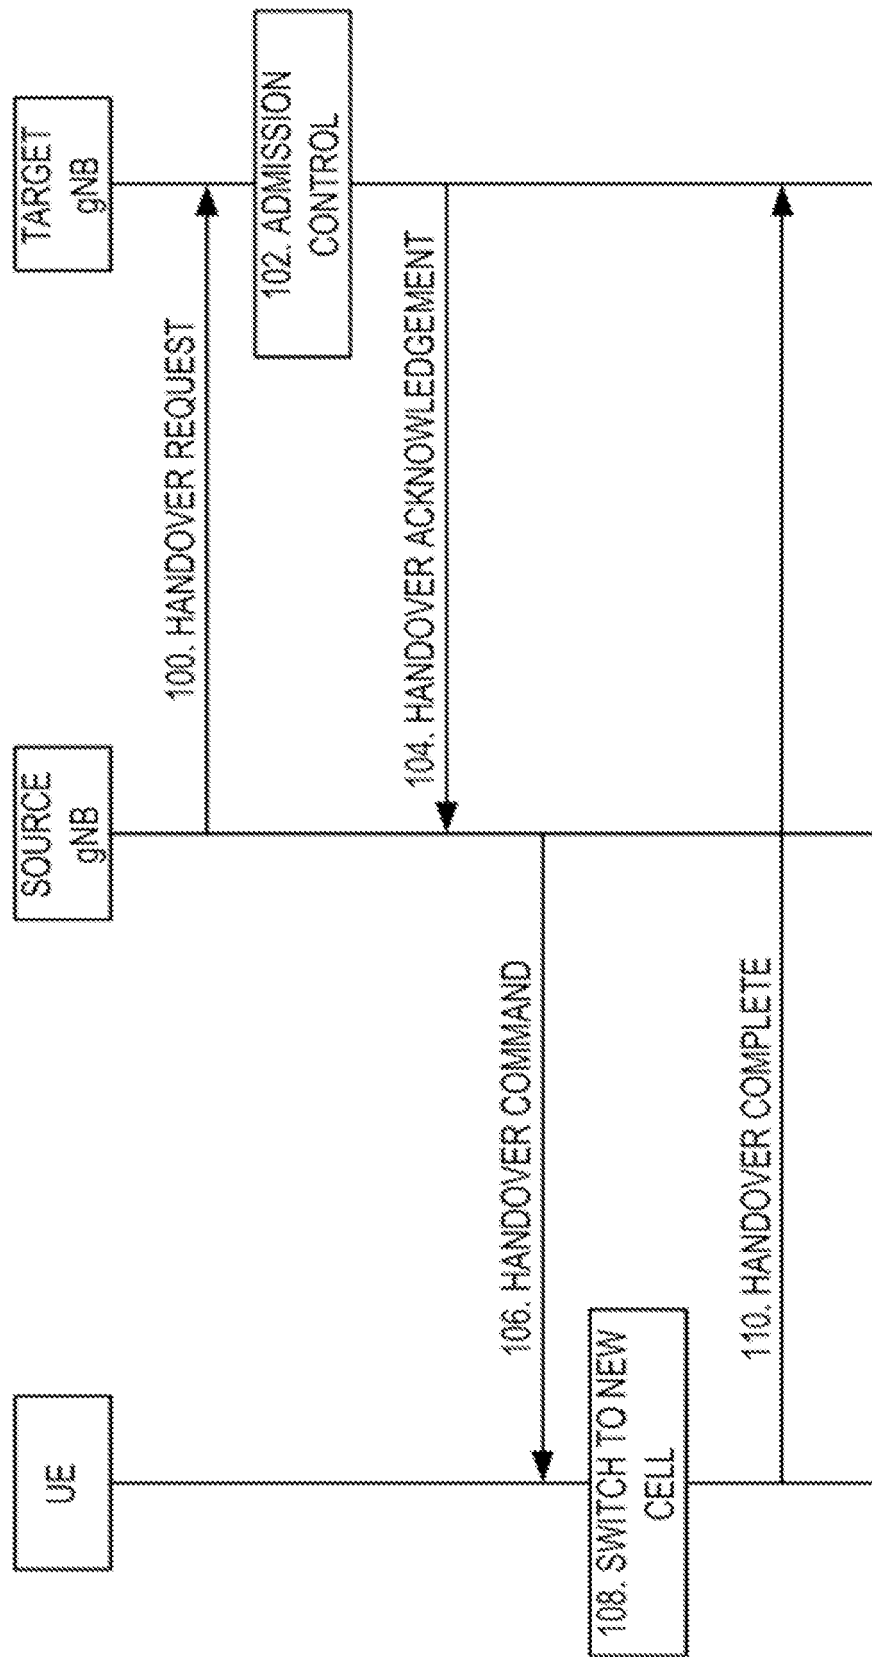 UE
SOURCE
gNB
TARGET
gNB
100. HANDOVER REQUEST
102. ADMISSION
CONTROL
104. HANDOVER ACKNOWLEDGEMENT
106. HANDOVER COMMAND
108. SWITCH TO NEW
CELL
110. HANDOVER COMPLETE